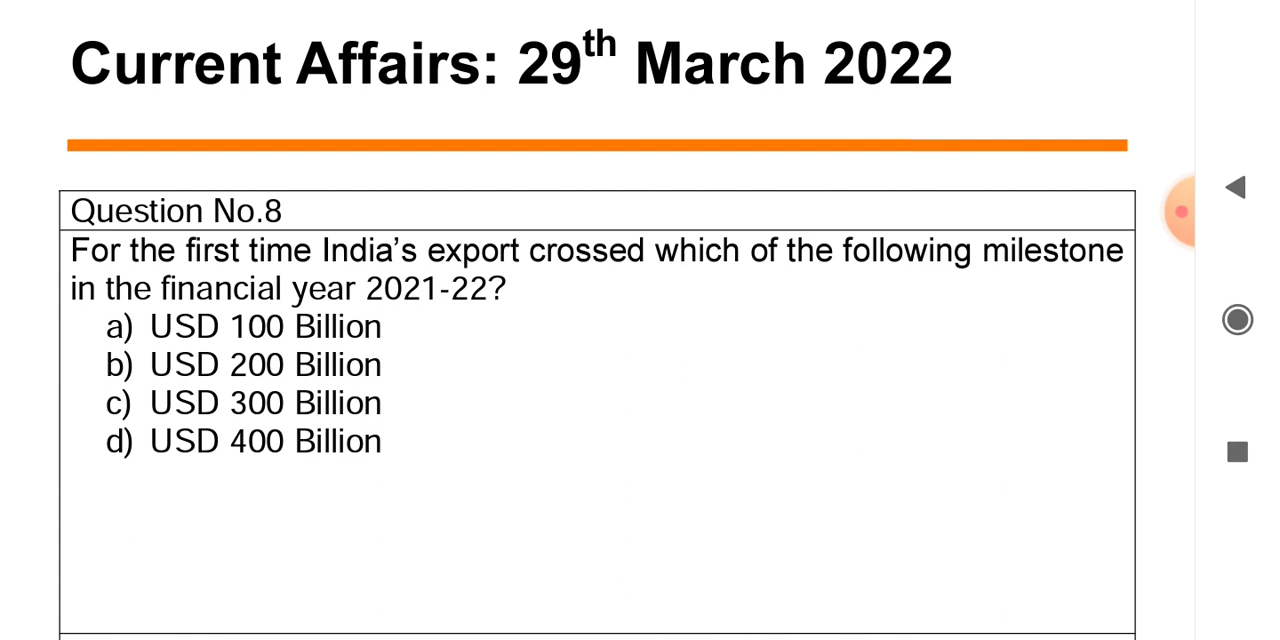 Current Affairs: 29th March 2022
Question No.8
For the first time India's export crossed which of the following milestone
in the financial year 2021-22?
a) USD 100 Billion
b) USD 200 Billion
c) USD 300 Billion
d) USD 400 Billion